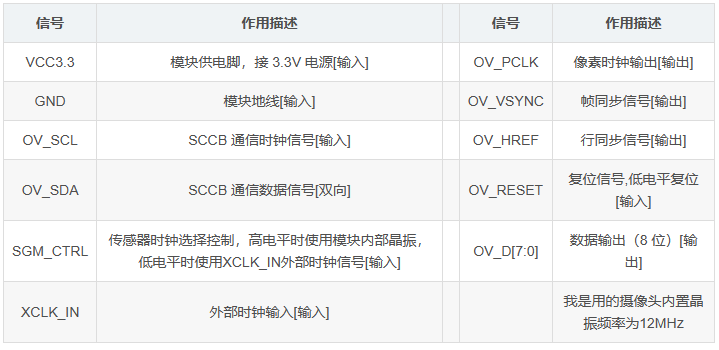 信号 作用描述 信号 作用描述
VCC3.3 模块供电脚，接 3.3V 电源[输入] OV_PCLK 像素时钟输出[输出]
GND 模块地线[输入] OV_VSYNC 帧同步信号[输出]
OV_SCL SCCB 通信时钟信号[输入] OV_HREF 行同步信号[输出]
OV_SDA SCCB 通信数据信号[双向] OV_RESET 复位信号,低电平复位
[输入]
SGM_CTRL 传感器时钟选择控制，高电平时使用模块内部晶振，
低电平时使用XCLK_IN外部时钟信号[输入] OV_D[7:0] 数据输出（8 位）[输
出]
XCLK_IN 外部时钟输入[输入] 我是用的摄像头内置晶
振频率为12MHz